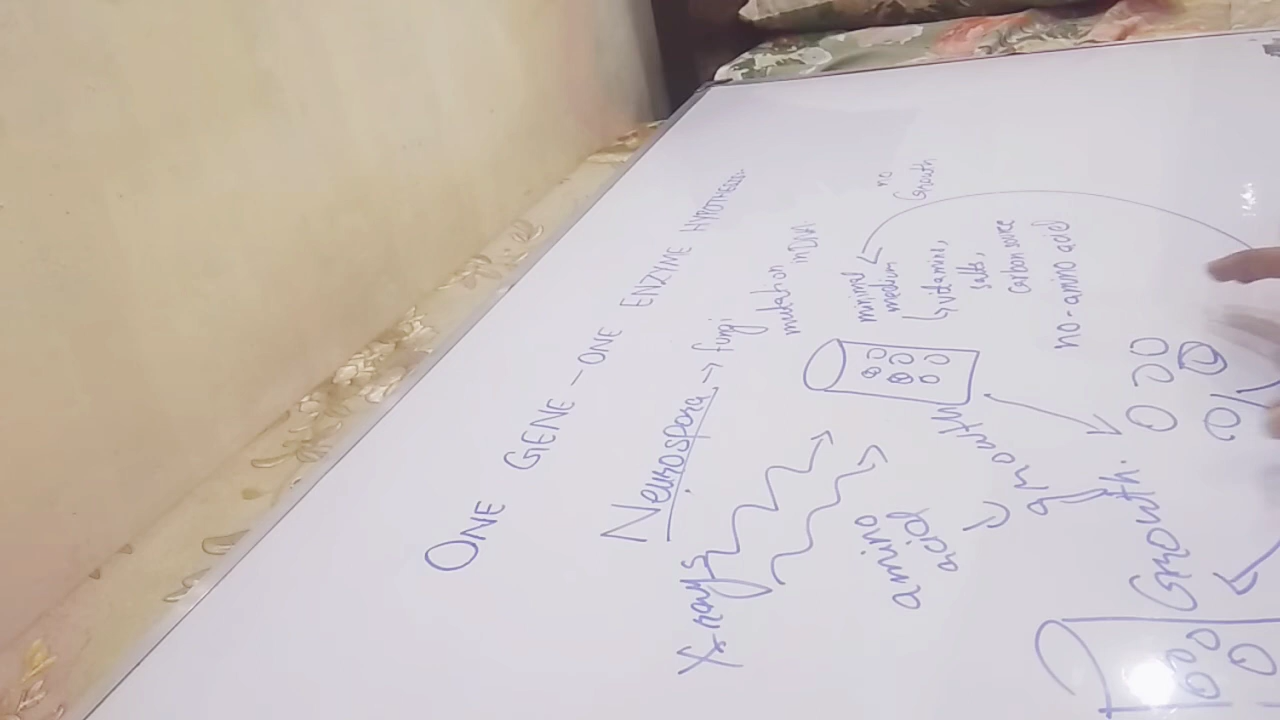 ONE GENE - ONE ENZYME HYPOTHESIS
Neurospora → fungi
X-rays
mutation in DNA
minimal medium
no Growth
↳ vitamins,
salts,
carbon source
no-amino acid
amino acid
↳ growth
Growth.